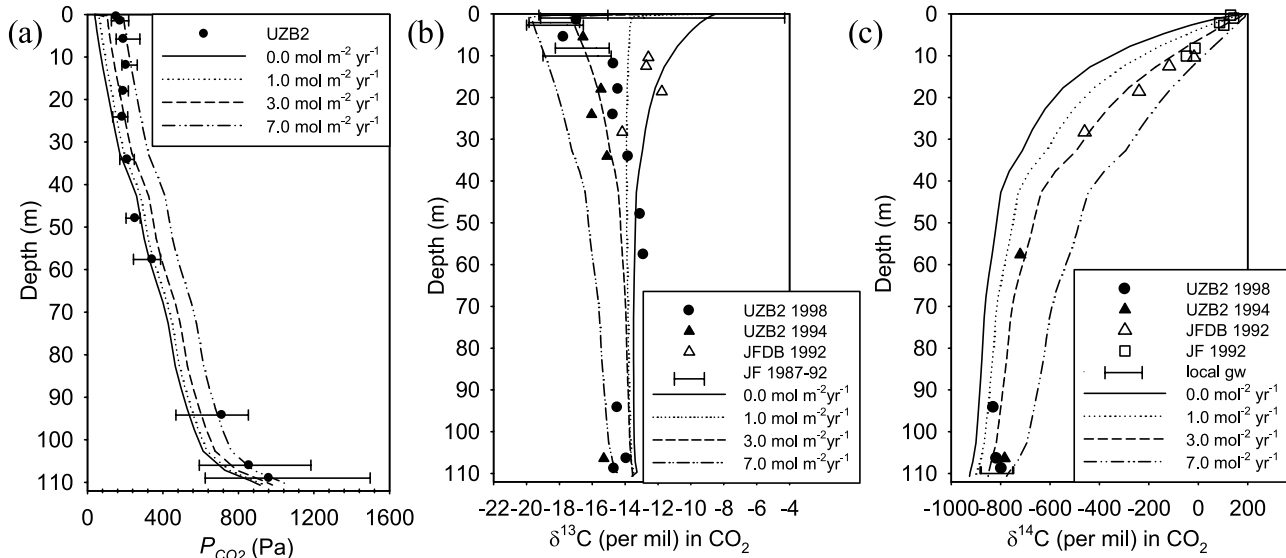 (a)
Depth (m)
0
10
20
30
40
50
60
70
80
90
100
110
UZB2
0.0 mol m-2 yr-1
1.0 mol m-2 yr-1
3.0 mol m-2 yr-1
7.0 mol m-2 yr-1
0 400 800 1200 1600
PCO2 (Pa)
(b)
Depth (m)
0
10
20
30
40
50
60
70
80
90
100
110
UZB2 1998
UZB2 1994
JFDB 1992
JF 1987-92
0.0 mol m-2yr-1
1.0 mol m-2yr-1
3.0 mol m-2yr-1
7.0 mol m-2yr-1
-22 -20 -18 -16 -14 -12 -10 -8 -6 -4
δ13C (per mil) in CO2
(c)
Depth (m)
0
10
20
30
40
50
60
70
80
90
100
110
UZB2 1998
UZB2 1994
JFDB 1992
JF 1992
local gw
0.0 mol-2 yr-1
1.0 mol-2 yr-1
3.0 mol-2 yr-1
7.0 mol-2 yr-1
-1000 -800 -600 -400 -200 0 200
δ14C (per mil) in CO2